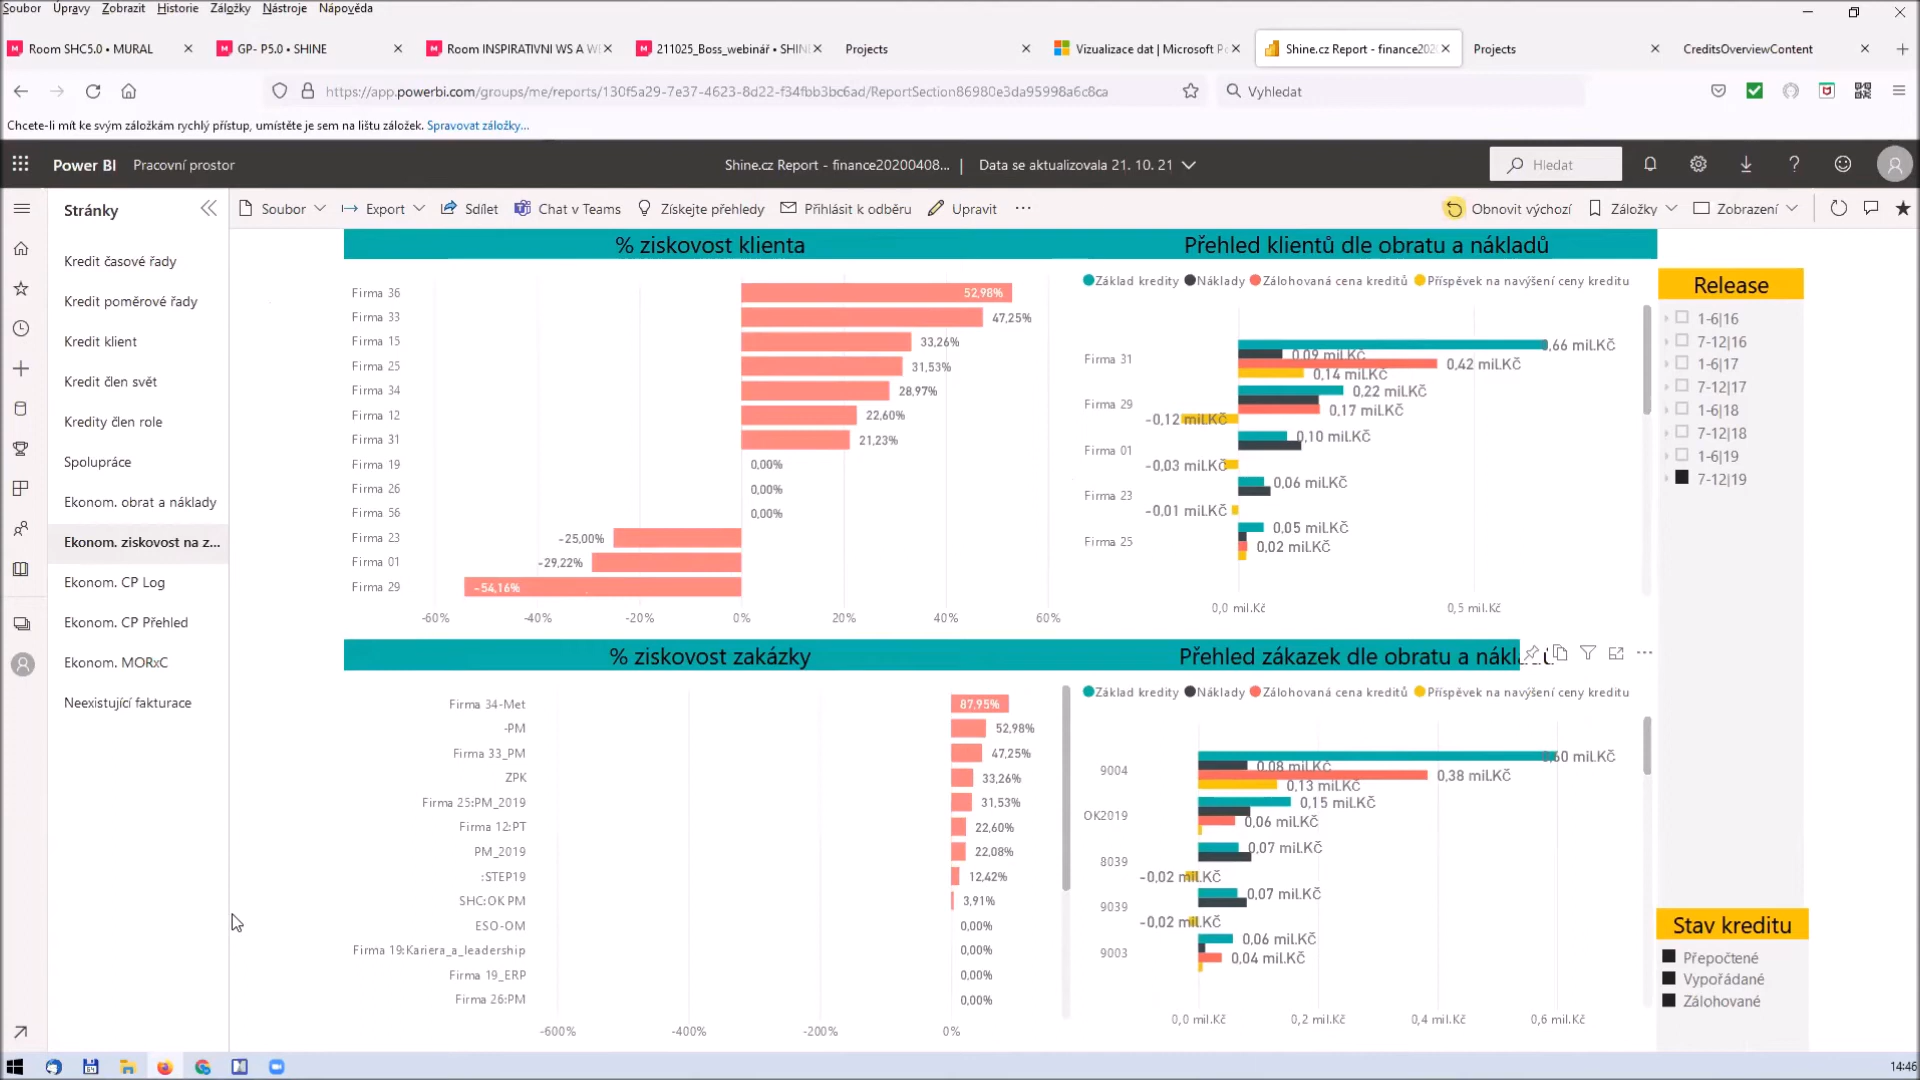 Soubor Úpravy Zobrazit Historie Záložky Nástroje Nápověda
Room SHC5.0 • MURAL
GP- P5.0 • SHINE
Room INSPIRATIVNI WS A W
211025_Boss_webinář • SHIN
Projects
Vizualizace dat | Microsoft P
Shine.cz Report - finance202
Projects
CreditsOverviewContent
https://app.powerbi.com/groups/me/reports/130f5a29-7e37-4623-8d22-f34fbb3bc6ad/ReportSection86980e3da95998a6c8ca
Vyhledat
Chcete-li mít ke svým záložkám rychlý přístup, umístěte je sem na lištu záložek. Spravovat záložky...
Power BI Pracovní prostor
Shine.cz Report - finance20200408... | Data se aktualizovala 21. 10. 21
Hledat
Stránky
Soubor Export Sdílet Chat v Teams Získejte přehledy Přihlásit k odběru Upravit ...
Obnovit výchozí Záložky Zobrazení
Kredit časové řady
Kredit poměrové řady
Kredit klient
Kredit člen svět
Kredity člen role
Spolupráce
Ekonom. obrat a náklady
Ekonom. ziskovost na z...
Ekonom. CP Log
Ekonom. CP Přehled
Ekonom. MORxC
Neexistující fakturace
% ziskovost klienta
Firma 36 52,98%
Firma 33 47,25%
Firma 15 33,26%
Firma 25 31,53%
Firma 34 28,97%
Firma 12 22,60%
Firma 31 21,23%
Firma 19 0,00%
Firma 26 0,00%
Firma 56 0,00%
Firma 23 -25,00%
Firma 01 -29,22%
Firma 29 -54,16%
-60% -40% -20% 0% 20% 40% 60%
Přehled klientů dle obratu a nákladů
Základ kredity Náklady Zálohovaná cena kreditů Příspěvek na navýšení ceny kreditu
0,66 mil.Kč
0,09 mil.Kč
Firma 31
0,42 mil.Kč
0,14 mil.Kč
0,22 mil.Kč
Firma 29
0,17 mil.Kč
-0,12 mil.Kč
0,10 mil.Kč
Firma 01
-0,03 mil.Kč
0,06 mil.Kč
Firma 23
-0,01 mil.Kč
0,05 mil.Kč
Firma 25
0,02 mil.Kč
0,0 mil.Kč 0,5 mil.Kč
Release
1-6|16
7-12|16
1-6|17
7-12|17
1-6|18
7-12|18
1-6|19
7-12|19
% ziskovost zakázky
Firma 34-Met 87,95%
-PM 52,98%
Firma 33_PM 47,25%
ZPK 33,26%
Firma 25:PM_2019 31,53%
Firma 12:PT 22,60%
PM_2019 22,08%
:STEP19 12,42%
SHC:OK PM 3,91%
ESO-OM 0,00%
Firma 19:Kariera_a_leadership 0,00%
Firma 19_ERP 0,00%
Firma 26:PM 0,00%
-600% -400% -200% 0%
Přehled zákazek dle obratu a nákl
Základ kredity Náklady Zálohovaná cena kreditů Příspěvek na navýšení ceny kreditu
0,60 mil.Kč
0,08 mil.Kč
9004
0,38 mil.Kč
0,13 mil.Kč
0,15 mil.Kč
OK2019
0,06 mil.Kč
0,07 mil.Kč
8039
-0,02 mil.Kč
0,07 mil.Kč
9039
-0,02 mil.Kč
0,06 mil.Kč
9003
0,04 mil.Kč
0,0 mil.Kč 0,2 mil.Kč 0,4 mil.Kč 0,6 mil.Kč
Stav kreditu
Přepočtené
Vypořádané
Zálohované
14:46